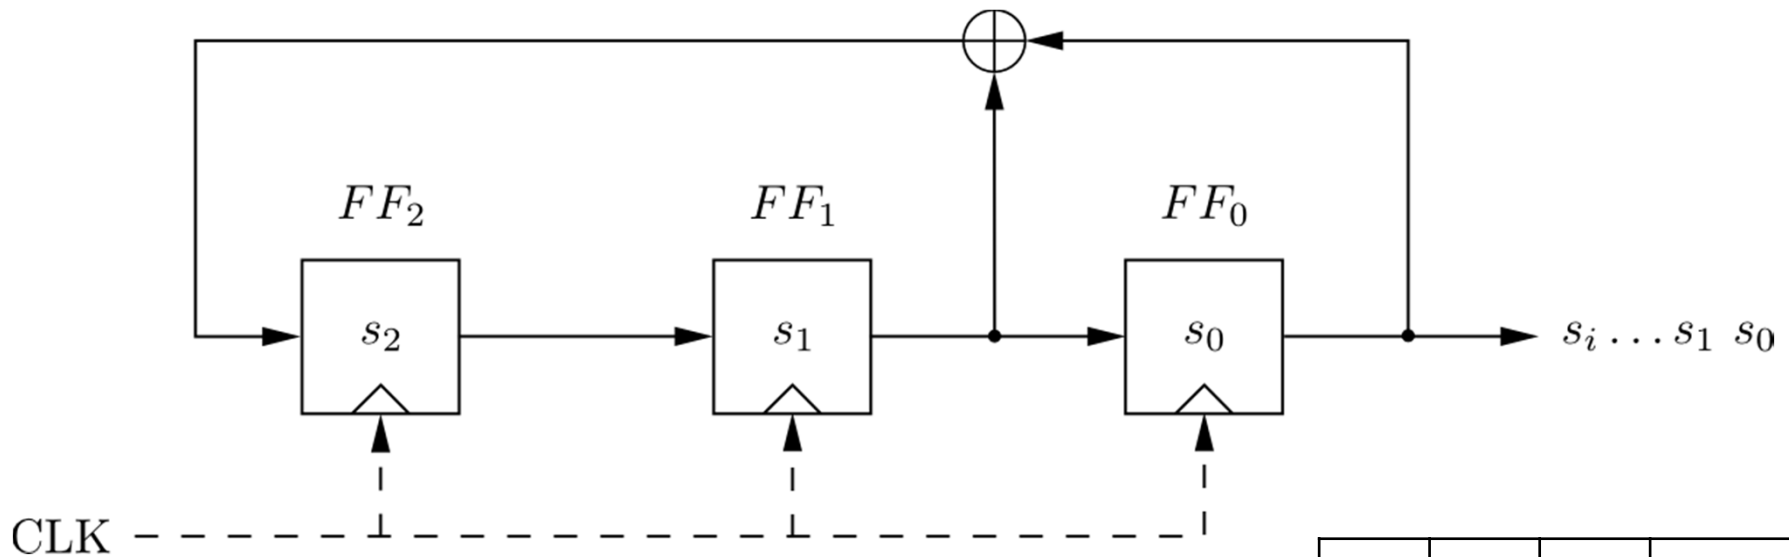 FF₂ FF₁ FF₀
s₂ s₁ s₀ sᵢ...s₁ s₀
CLK